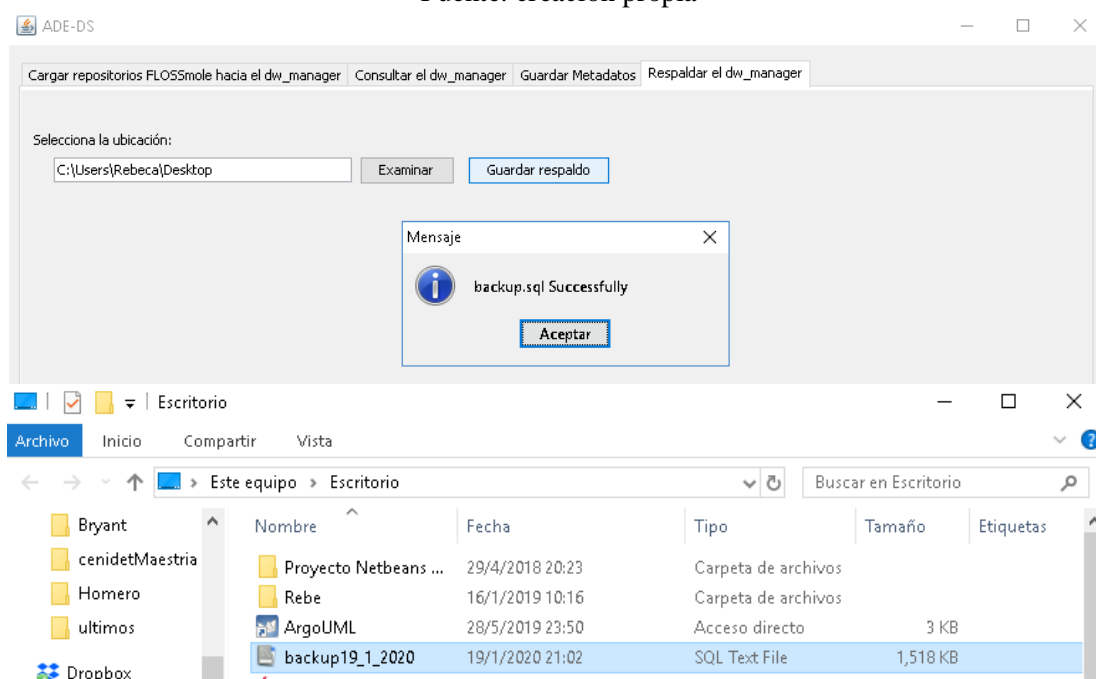 Fuente: creación propia
ADE-DS
Cargar repositorios FLOSSmole hacia el dw_manager Consultar el dw_manager Guardar Metadatos Respaldar el dw_manager
Selecciona la ubicación:
C:\Users\Rebeca\Desktop Examinar Guardar respaldo
Mensaje
backup.sql Successfully
Aceptar
Escritorio
Archivo Inicio Compartir Vista
Este equipo > Escritorio Buscar en Escritorio
Nombre Fecha Tipo Tamaño Etiquetas
Bryant
cenidetMaestria
Homero
ultimos
Dropbox
Proyecto Netbeans ... 29/4/2018 20:23 Carpeta de archivos
Rebe 16/1/2019 10:16 Carpeta de archivos
ArgoUML 28/5/2019 23:50 Acceso directo 3 KB
backup19_1_2020 19/1/2020 21:02 SQL Text File 1,518 KB